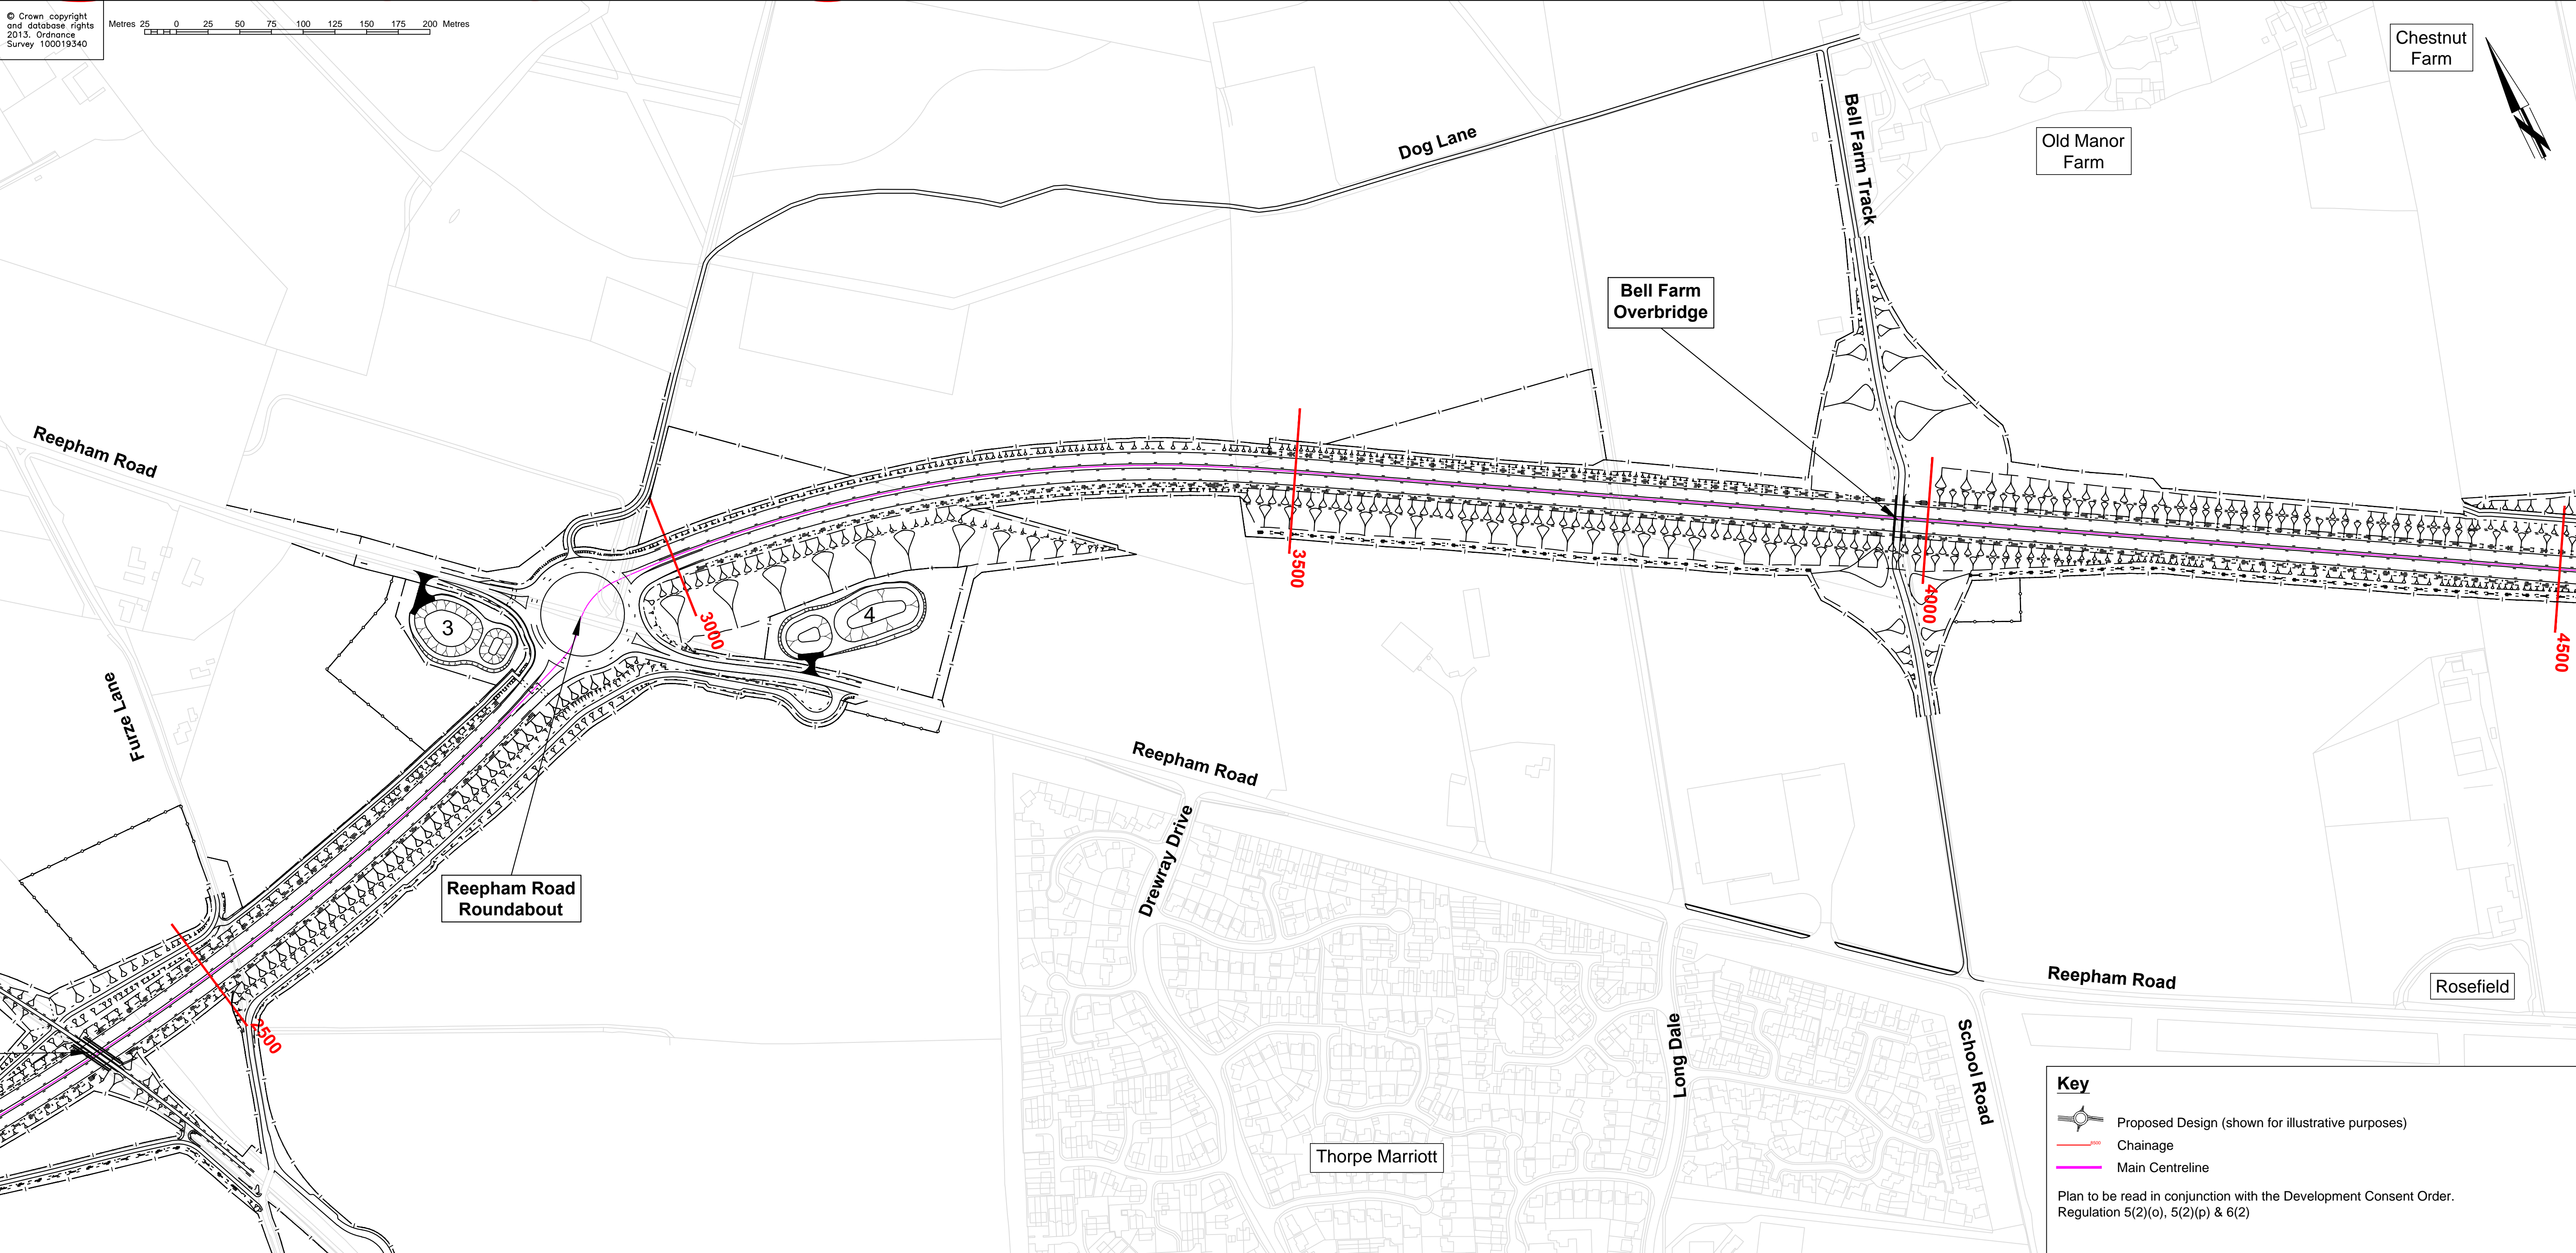 © Crown copyright
and database rights
2013. Ordnance
Survey 100019340
Metres 25 0 25 50 75 100 125 150 175 200 Metres
Chestnut
Farm
N
Dog Lane
Bell Farm Track
Old Manor
Farm
Bell Farm
Overbridge
Reepham Road
3500
4000
4500
3000
3
4
Furze Lane
Reepham Road
Drewray Drive
Reepham Road
Roundabout
2500
Reepham Road
Rosefield
Long Dale
School Road
Thorpe Marriott
Key
Proposed Design (shown for illustrative purposes)
Chainage
Main Centreline
Plan to be read in conjunction with the Development Consent Order.
Regulation 5(2)(o), 5(2)(p) & 6(2)